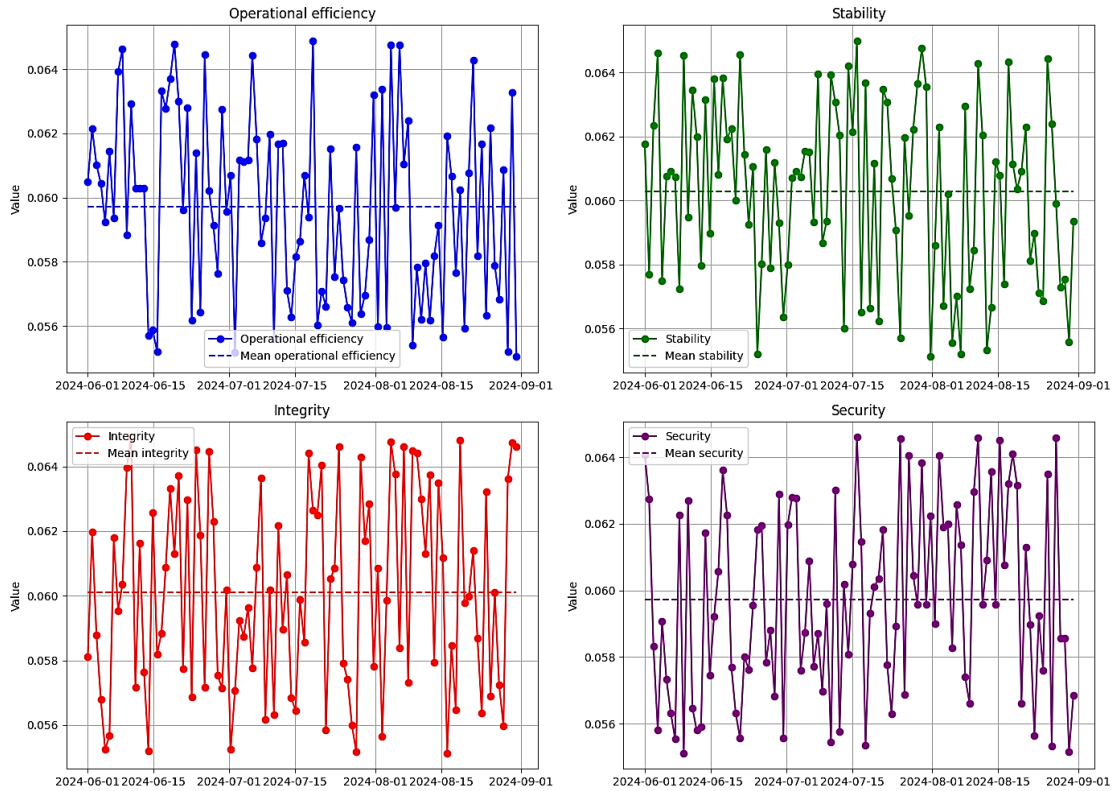 Operational efficiency
Value
0.064
0.062
0.060
0.058
0.056
Operational efficiency
Mean operational efficiency
2024-06-01 2024-06-15 2024-07-01 2024-07-15 2024-08-01 2024-08-15 2024-09-01
Stability
Value
0.064
0.062
0.060
0.058
0.056
Stability
Mean stability
2024-06-01 2024-06-15 2024-07-01 2024-07-15 2024-08-01 2024-08-15 2024-09-01
Integrity
Value
0.064
0.062
0.060
0.058
0.056
Integrity
Mean integrity
2024-06-01 2024-06-15 2024-07-01 2024-07-15 2024-08-01 2024-08-15 2024-09-01
Security
Value
0.064
0.062
0.060
0.058
0.056
Security
Mean security
2024-06-01 2024-06-15 2024-07-01 2024-07-15 2024-08-01 2024-08-15 2024-09-01